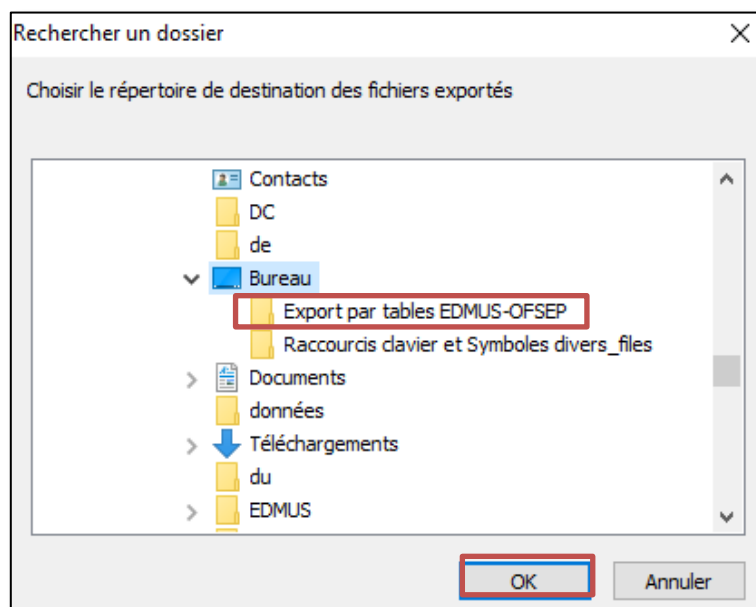 Rechercher un dossier
Choisir le répertoire de destination des fichiers exportés
Contacts
DC
de
Bureau
Export par tables EDMUS-OFSEP
Raccourcis clavier et Symboles divers_files
Documents
données
Téléchargements
du
EDMUS
OK
Annuler